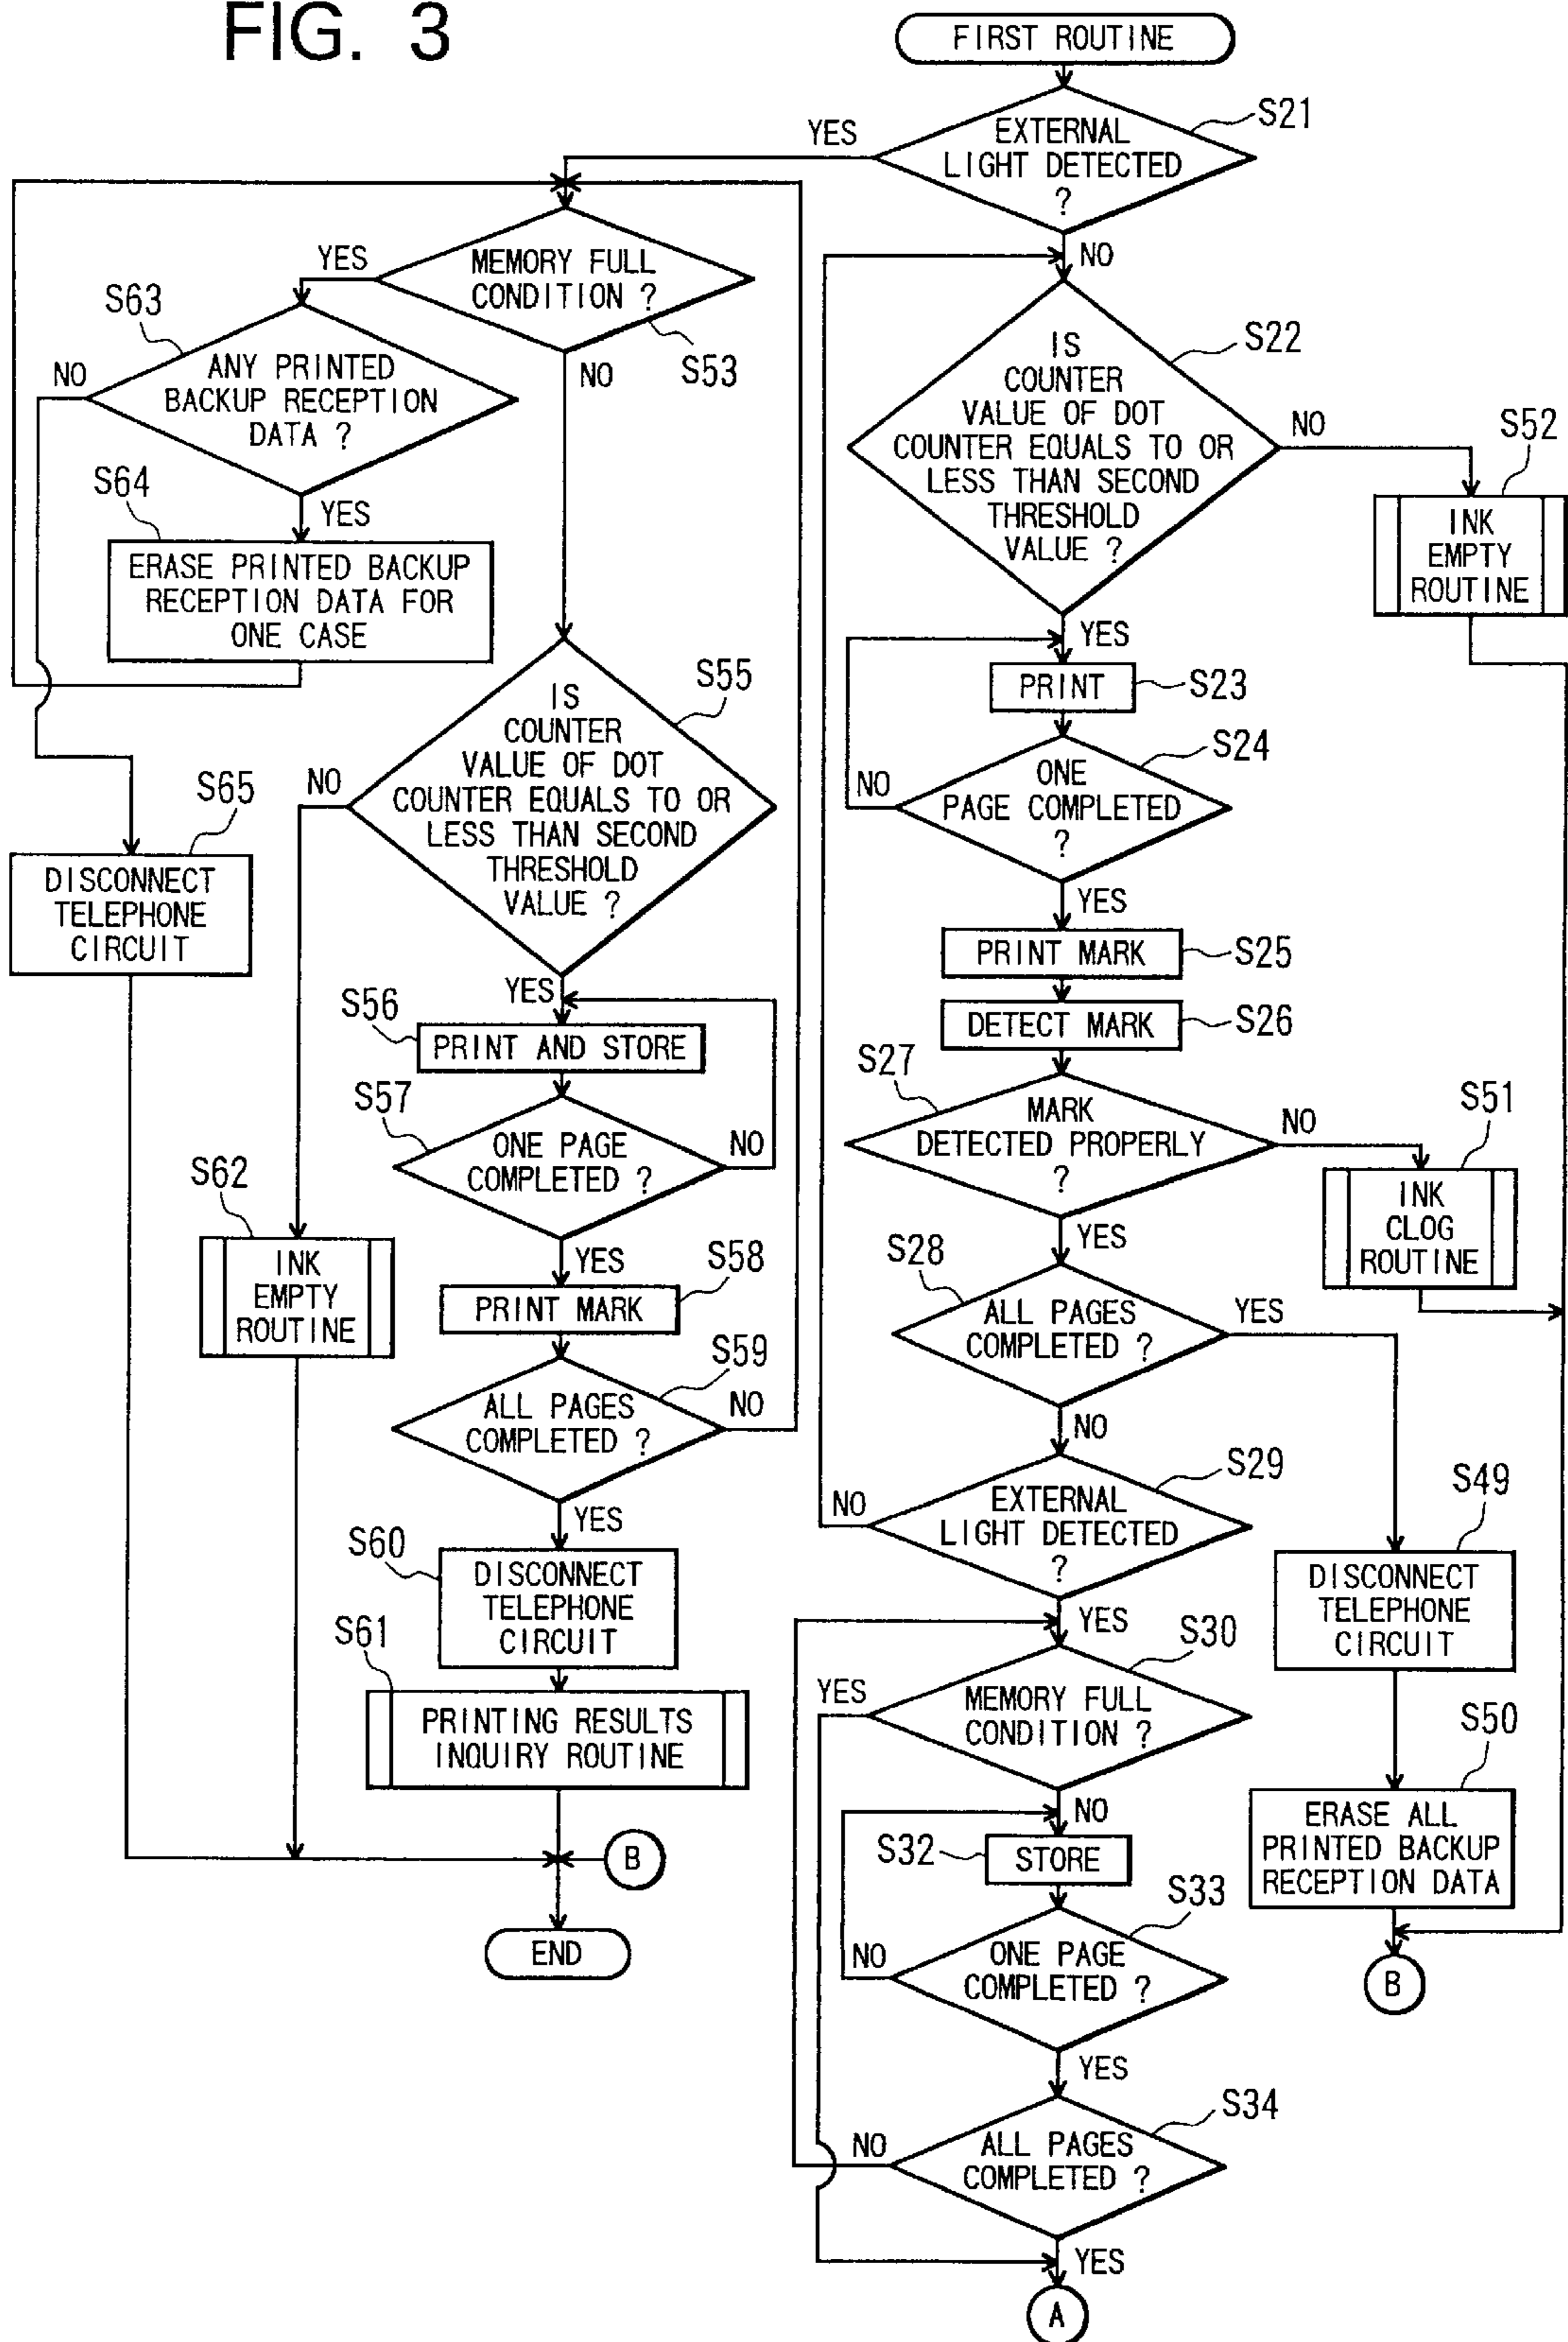 FIG. 3
FIRST ROUTINE
S21
EXTERNAL
LIGHT DETECTED
?
YES
NO
MEMORY FULL
CONDITION ?
S53
YES
NO
S63
ANY PRINTED
BACKUP RECEPTION
DATA ?
NO
YES
S64
ERASE PRINTED BACKUP
RECEPTION DATA FOR
ONE CASE
S65
DISCONNECT
TELEPHONE
CIRCUIT
S55
IS
COUNTER
VALUE OF DOT
COUNTER EQUALS TO OR
LESS THAN SECOND
THRESHOLD
VALUE ?
NO
YES
S56
PRINT AND STORE
S57
ONE PAGE
COMPLETED ?
NO
YES
S62
INK
EMPTY
ROUTINE
S58
PRINT MARK
S59
ALL PAGES
COMPLETED ?
NO
YES
S60
DISCONNECT
TELEPHONE
CIRCUIT
S61
PRINTING RESULTS
INQUIRY ROUTINE
B
END
S22
IS
COUNTER
VALUE OF DOT
COUNTER EQUALS TO OR
LESS THAN SECOND
THRESHOLD
VALUE ?
NO
YES
S52
INK
EMPTY
ROUTINE
PRINT
S23
S24
ONE
PAGE COMPLETED
?
NO
YES
PRINT MARK
S25
DETECT MARK
S26
S27
MARK
DETECTED PROPERLY
?
NO
YES
S51
INK
CLOG
ROUTINE
S28
ALL PAGES
COMPLETED ?
YES
NO
S29
EXTERNAL
LIGHT DETECTED
?
NO
YES
S49
DISCONNECT
TELEPHONE
CIRCUIT
S30
MEMORY FULL
CONDITION ?
YES
NO
S50
ERASE ALL
PRINTED BACKUP
RECEPTION DATA
B
S32
STORE
S33
ONE PAGE
COMPLETED ?
NO
YES
S34
ALL PAGES
COMPLETED ?
NO
YES
A